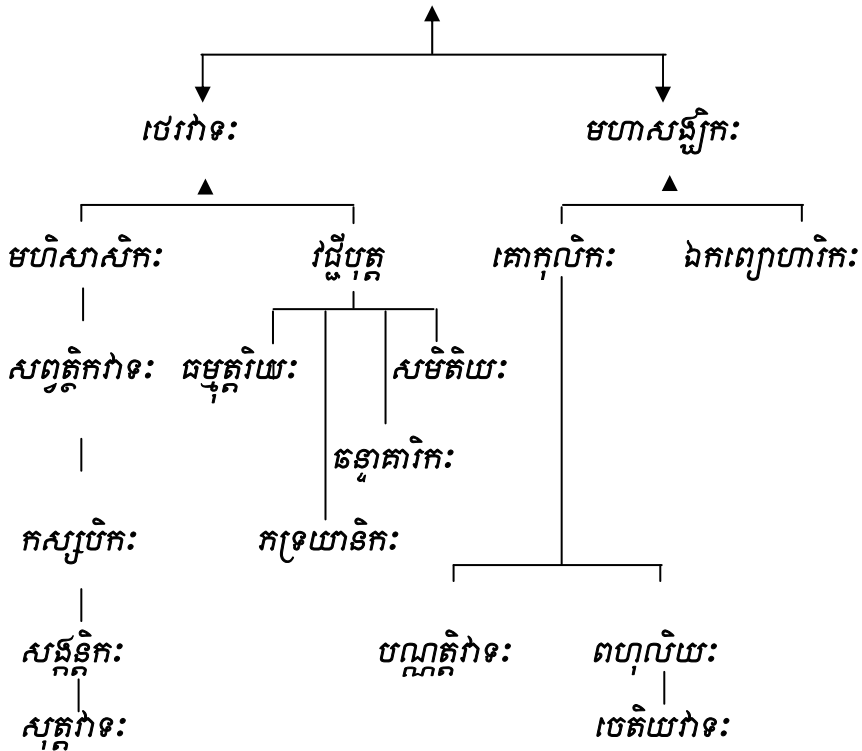 ថេរវាទៈ មហាសង្ឃិកៈ
មហិសាសិកៈ វជ្ជីបុត្ត គោកុលិកៈ ឯកព្យោហារិកៈ
សព្វត្ថិកវាទៈ ធម្មុត្តរិយៈ សមិតិយៈ
ឆន្ទាគារិកៈ
កស្សបិកៈ ភទ្រយានិកៈ
សង្កន្តិកៈ បណ្ណត្តិវាទៈ ពហុលិយៈ
សុត្តវាទៈ ចេតិយវាទៈ